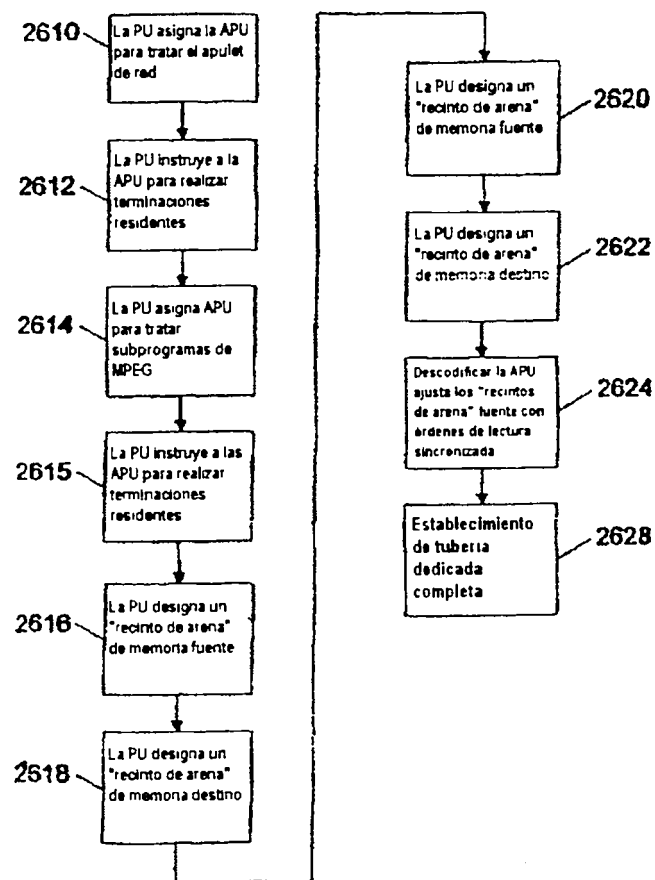 2610
La PU asigna la APU
para tratar el apulet
de red
2612
La PU instruye a la
APU para realizar
terminaciones
residentes
2614
La PU asigna APU
para tratar
subprogramas de
MPEG
2615
La PU instruye a las
APU para realizar
terminaciones
residentes
2616
La PU designa un
"recinto de arena"
de memoria fuente
2618
La PU designa un
"recinto de arena"
de memoria destino
La PU designa un
"recinto de arena"
de memoria fuente
2620
La PU designa un
"recinto de arena"
de memoria destino
2622
Descodificar la APU
ajusta los "recintos
de arena" fuente con
órdenes de lectura
sincronizada
2624
Establecimiento
de tubería
dedicada
completa
2628